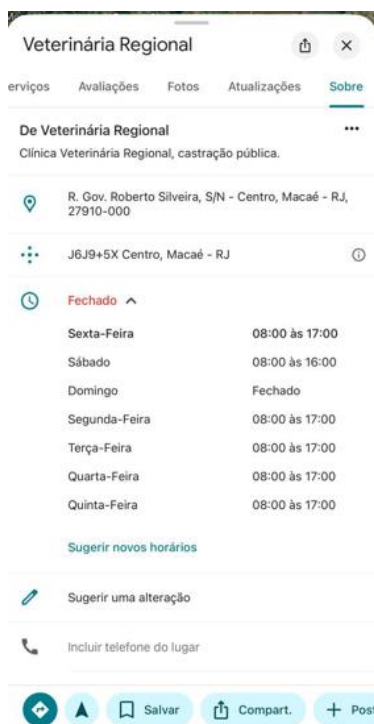 Veterinária Regional
erviços Avaliações Fotos Atualizações Sobre
De Veterinária Regional
Clínica Veterinária Regional, castração pública.
R. Gov. Roberto Silveira, S/N - Centro, Macaé - RJ,
27910-000
J6J9+5X Centro, Macaé - RJ
Fechado
Sexta-Feira 08:00 às 17:00
Sábado 08:00 às 16:00
Domingo Fechado
Segunda-Feira 08:00 às 17:00
Terça-Feira 08:00 às 17:00
Quarta-Feira 08:00 às 17:00
Quinta-Feira 08:00 às 17:00
Sugerir novos horários
Sugerir uma alteração
Incluir telefone do lugar
Salvar Compart. + Post